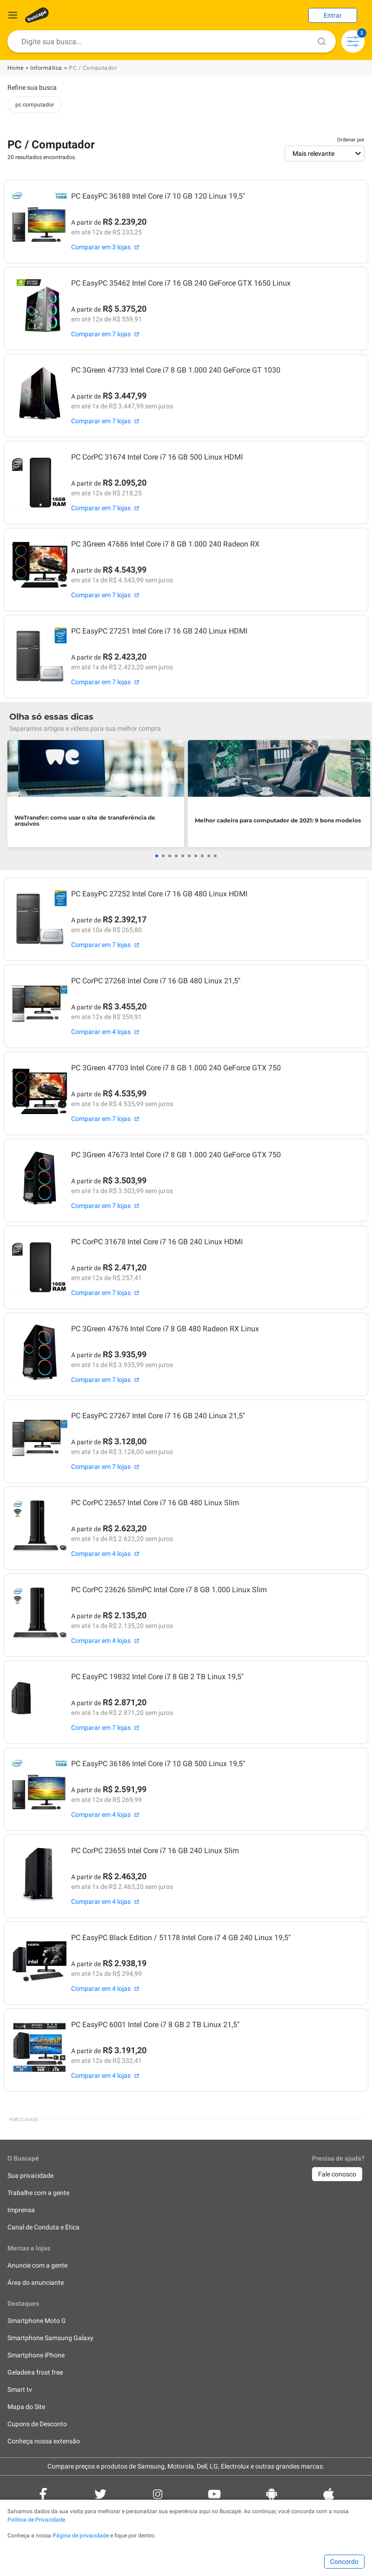 buscapé
Entrar
Digite sua busca...
2
Home > Informática > PC / Computador
Refine sua busca
pc computador
Ordenar por
PC / Computador
20 resultados encontrados.
Mais relevante
PC EasyPC 36188 Intel Core i7 10 GB 120 Linux 19,5"
A partir de R$ 2.239,20
em até 12x de R$ 233,25
Comparar em 3 lojas
PC EasyPC 35462 Intel Core i7 16 GB 240 GeForce GTX 1650 Linux
A partir de R$ 5.375,20
em até 12x de R$ 559,91
Comparar em 7 lojas
PC 3Green 47733 Intel Core i7 8 GB 1.000 240 GeForce GT 1030
A partir de R$ 3.447,99
em até 1x de R$ 3.447,99 sem juros
Comparar em 7 lojas
PC CorPC 31674 Intel Core i7 16 GB 500 Linux HDMI
16GB
RAM
A partir de R$ 2.095,20
em até 12x de R$ 218,25
Comparar em 7 lojas
PC 3Green 47686 Intel Core i7 8 GB 1.000 240 Radeon RX
A partir de R$ 4.543,99
em até 1x de R$ 4.543,99 sem juros
Comparar em 7 lojas
PC EasyPC 27251 Intel Core i7 16 GB 240 Linux HDMI
A partir de R$ 2.423,20
em até 1x de R$ 2.423,20 sem juros
Comparar em 7 lojas
Olha só essas dicas
Separamos artigos e vídeos para sua melhor compra
we
WeTransfer: como usar o site de transferência de
arquivos
Melhor cadeira para computador de 2021: 9 bons modelos
PC EasyPC 27252 Intel Core i7 16 GB 480 Linux HDMI
A partir de R$ 2.392,17
em até 10x de R$ 265,80
Comparar em 7 lojas
PC CorPC 27268 Intel Core i7 16 GB 480 Linux 21,5"
A partir de R$ 3.455,20
em até 12x de R$ 359,91
Comparar em 4 lojas
PC 3Green 47703 Intel Core i7 8 GB 1.000 240 GeForce GTX 750
A partir de R$ 4.535,99
em até 1x de R$ 4.535,99 sem juros
Comparar em 7 lojas
PC 3Green 47673 Intel Core i7 8 GB 1.000 240 GeForce GTX 750
A partir de R$ 3.503,99
em até 1x de R$ 3.503,99 sem juros
Comparar em 7 lojas
PC CorPC 31678 Intel Core i7 16 GB 240 Linux HDMI
16GB
RAM
A partir de R$ 2.471,20
em até 12x de R$ 257,41
Comparar em 7 lojas
PC 3Green 47676 Intel Core i7 8 GB 480 Radeon RX Linux
A partir de R$ 3.935,99
em até 1x de R$ 3.935,99 sem juros
Comparar em 7 lojas
PC EasyPC 27267 Intel Core i7 16 GB 240 Linux 21,5"
A partir de R$ 3.128,00
em até 1x de R$ 3.128,00 sem juros
Comparar em 7 lojas
PC CorPC 23657 Intel Core i7 16 GB 480 Linux Slim
A partir de R$ 2.623,20
em até 1x de R$ 2.623,20 sem juros
Comparar em 4 lojas
PC CorPC 23626 SlimPC Intel Core i7 8 GB 1.000 Linux Slim
A partir de R$ 2.135,20
em até 1x de R$ 2.135,20 sem juros
Comparar em 4 lojas
PC EasyPC 19832 Intel Core i7 8 GB 2 TB Linux 19,5"
A partir de R$ 2.871,20
em até 1x de R$ 2.871,20 sem juros
Comparar em 7 lojas
PC EasyPC 36186 Intel Core i7 10 GB 500 Linux 19,5"
A partir de R$ 2.591,99
em até 12x de R$ 269,99
Comparar em 4 lojas
PC CorPC 23655 Intel Core i7 16 GB 240 Linux Slim
A partir de R$ 2.463,20
em até 1x de R$ 2.463,20 sem juros
Comparar em 4 lojas
PC EasyPC Black Edition / 51178 Intel Core i7 4 GB 240 Linux 19,5"
HDMI
intel
A partir de R$ 2.938,19
em até 12x de R$ 294,99
Comparar em 4 lojas
PC EasyPC 6001 Intel Core i7 8 GB 2 TB Linux 21,5"
A partir de R$ 3.191,20
em até 12x de R$ 332,41
Comparar em 4 lojas
PUBLICIDADE
O Buscapé
Precisa de ajuda?
Sua privacidade
Fale conosco
Trabalhe com a gente
Imprensa
Canal de Conduta e Ética
Marcas e lojas
Anuncie com a gente
Área do anunciante
Destaques
Smartphone Moto G
Smartphone Samsung Galaxy
Smartphone iPhone
Geladeira frost free
Smart tv
Mapa do Site
Cupons de Desconto
Conheça nossa extensão
Compare preços e produtos de Samsung, Motorola, Dell, LG, Electrolux e outras grandes marcas.
Salvamos dados da sua visita para melhorar e personalizar sua experiência aqui no Buscapé. Ao continuar, você concorda com a nossa
Política de Privacidade.
Conheça a nossa Página de privacidade e fique por dentro.
Concordo